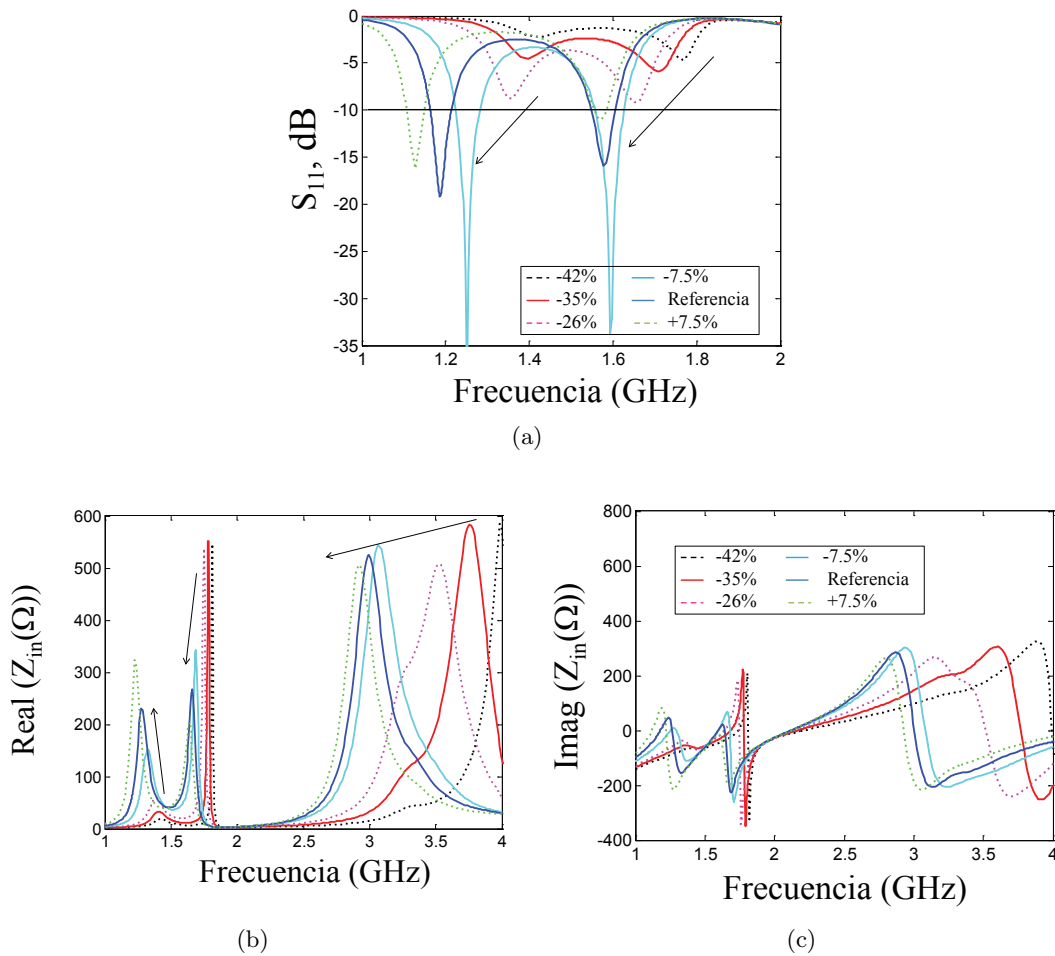 0
-5
-10
-15
-20
-25
-30
-35
S11, dB
-42% -7.5%
-35% Referencia
-26% +7.5%
1 1.2 1.4 1.6 1.8 2
Frecuencia (GHz)
(a)
600
500
400
300
200
100
0
Real (Zin(Ω)
1 1.5 2 2.5 3 3.5 4
Frecuencia (GHz)
(b)
800
600
400
200
0
-200
-400
Imag (Zin(Ω)
-42% -7.5%
-35% Referencia
-26% +7.5%
1 1.5 2 2.5 3 3.5 4
Frecuencia (GHz)
(c)